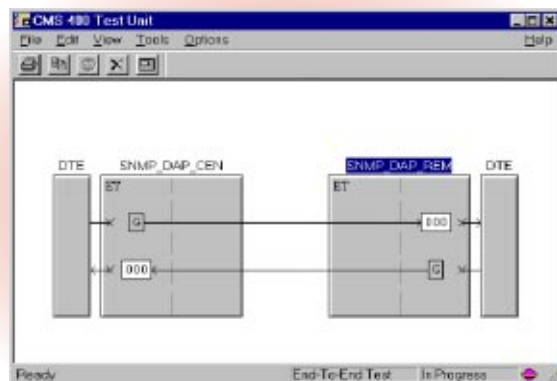 CMS 400 Test Unit
File Edit View Tools Options Help
DTE SNMP_DAP_CEN SNMP_DAP_REM DTE
ET ET
G 000
000 G
Ready End-To-End Test In Progress